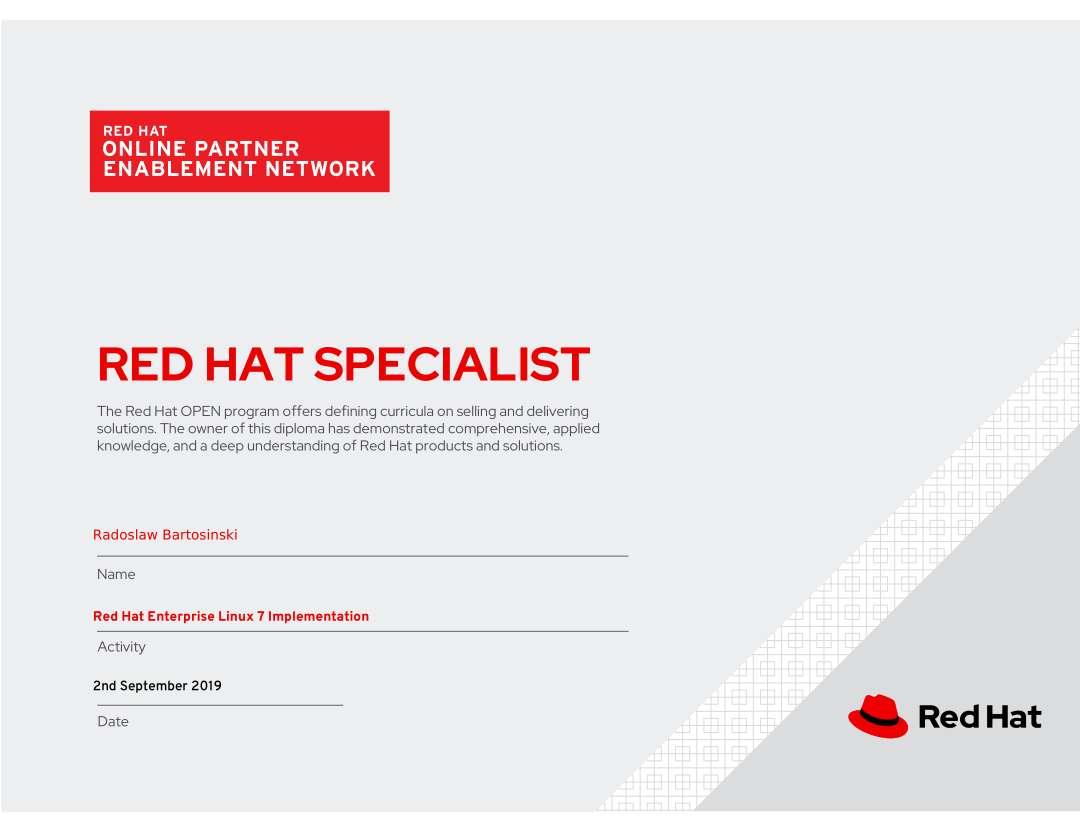 RED HAT
ONLINE PARTNER
ENABLEMENT NETWORK
RED HAT SPECIALIST
The Red Hat OPEN program offers defining curricula on selling and delivering
solutions. The owner of this diploma has demonstrated comprehensive, applied
knowledge, and a deep understanding of Red Hat products and solutions.
Radoslaw Bartosinski
Name
Red Hat Enterprise Linux 7 Implementation
Activity
2nd September 2019
Date
Red Hat